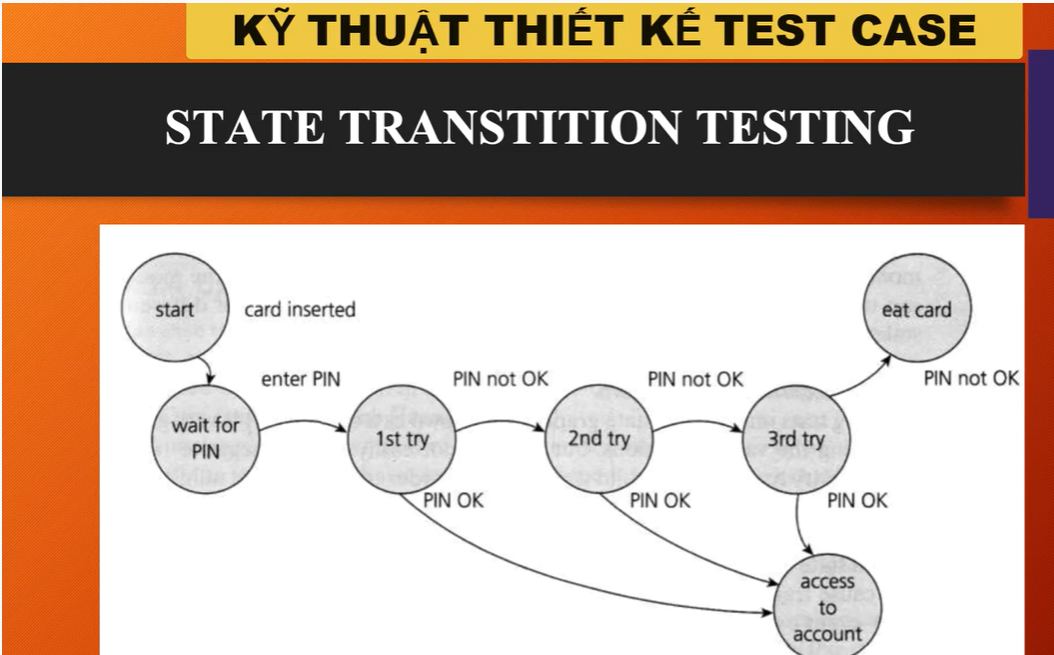 KỸ THUẬT THIẾT KẾ TEST CASE
STATE TRANSTITION TESTING
start
card inserted
eat card
enter PIN
PIN not OK
PIN not OK
PIN not OK
wait for
PIN
1st try
2nd try
3rd try
PIN OK
PIN OK
PIN OK
access
to
account